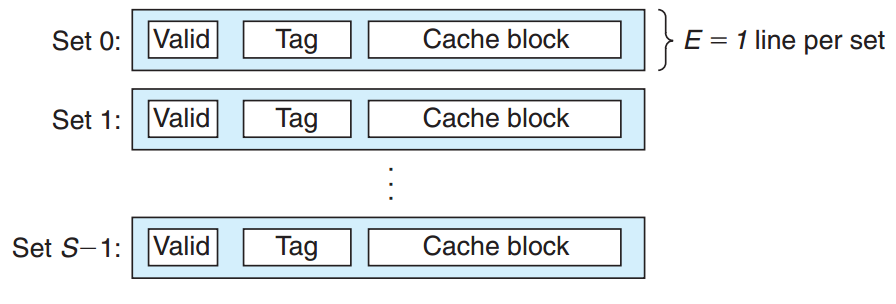 Set 0: Valid Tag Cache block E = 1 line per set
Set 1: Valid Tag Cache block
Set S−1: Valid Tag Cache block